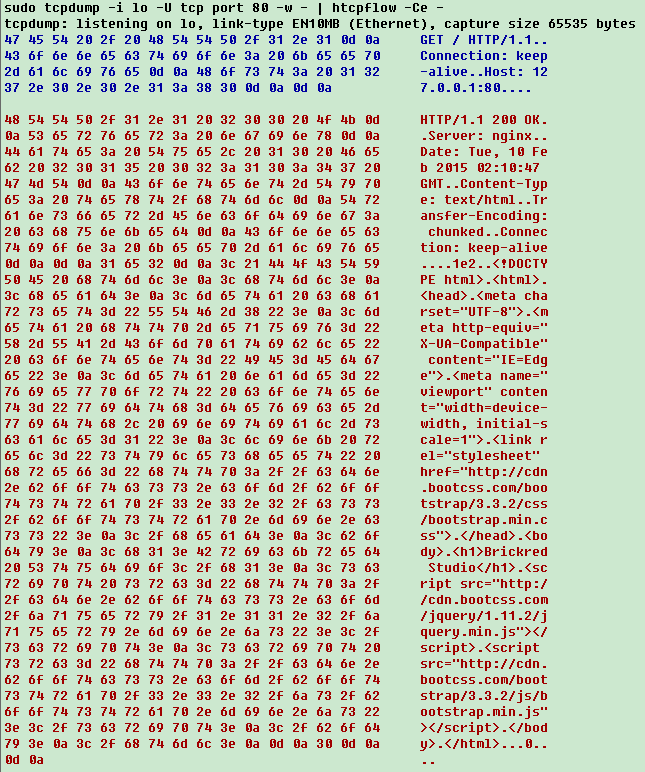 sudo tcpdump -i lo -U tcp port 80 -w - | htcpflow -Ce -
tcpdump: listening on lo, link-type EN10MB (Ethernet), capture size 65535 bytes
47 45 54 20 2f 20 48 54 54 50 2f 31 2e 31 0d 0a GET / HTTP/1.1..
43 6f 6e 6e 65 63 74 69 6f 6e 3a 20 6b 65 65 70 Connection: keep
2d 61 6c 69 76 65 0d 0a 48 6f 73 74 3a 20 31 32 -alive..Host: 12
37 2e 30 2e 30 2e 31 3a 38 30 0d 0a 0d 0a 7.0.0.1:80....
48 54 54 50 2f 31 2e 31 20 32 30 30 20 4f 4b 0d HTTP/1.1 200 OK.
0a 53 65 72 76 65 72 3a 20 6e 67 69 6e 78 0d 0a .Server: nginx..
44 61 74 65 3a 20 54 75 65 2c 20 31 30 20 46 65 Date: Tue, 10 Fe
62 20 32 30 31 35 20 30 32 3a 31 30 3a 34 37 20 b 2015 02:10:47
47 4d 54 0d 0a 43 6f 6e 74 65 6e 74 2d 54 79 70 GMT..Content-Typ
65 3a 20 74 65 78 74 2f 68 74 6d 6c 0d 0a 54 72 e: text/html..Tr
61 6e 73 66 65 72 2d 45 6e 63 6f 64 69 6e 67 3a ansfer-Encoding:
20 63 68 75 6e 6b 65 64 0d 0a 43 6f 6e 6e 65 63 chunked..Connec
74 69 6f 6e 3a 20 6b 65 65 70 2d 61 6c 69 76 65 tion: keep-alive
0d 0a 0d 0a 31 65 32 0d 0a 3c 21 44 4f 43 54 59 ....1e2..<!DOCTY
50 45 20 68 74 6d 6c 3e 0a 3c 68 74 6d 6c 3e 0a PE html>.<html>.
3c 68 65 61 64 3e 0a 3c 6d 65 74 61 20 63 68 61 <head>.<meta cha
72 73 65 74 3d 22 55 54 46 2d 38 22 3e 0a 3c 6d rset="UTF-8">.<m
65 74 61 20 68 74 74 70 2d 65 71 75 69 76 3d 22 eta http-equiv="
58 2d 55 41 2d 43 6f 6d 70 61 74 69 62 6c 65 22 X-UA-Compatible"
20 63 6f 6e 74 65 6e 74 3d 22 49 45 3d 45 64 67 content="IE=Edg
65 22 3e 0a 3c 6d 65 74 61 20 6e 61 6d 65 3d 22 e">.<meta name="
76 69 65 77 70 6f 72 74 22 20 63 6f 6e 74 65 6e viewport" conten
74 3d 22 77 69 64 74 68 3d 64 65 76 69 63 65 2d t="width=device-
77 69 64 74 68 2c 20 69 6e 69 74 69 61 6c 2d 73 width, initial-s
63 61 6c 65 3d 31 22 3e 0a 3c 6c 69 6e 6b 20 72 cale=1">.<link r
65 6c 3d 22 73 74 79 6c 65 73 68 65 65 74 22 20 el="stylesheet"
68 72 65 66 3d 22 68 74 74 70 3a 2f 2f 63 64 6e href="http://cdn
2e 62 6f 6f 74 63 73 73 2e 63 6f 6d 2f 62 6f 6f .bootcss.com/boo
74 73 74 72 61 70 2f 33 2e 33 2e 32 2f 63 73 73 tstrap/3.3.2/css
2f 62 6f 6f 74 73 74 72 61 70 2e 6d 69 6e 2e 63 /bootstrap.min.c
73 73 22 3e 0a 3c 2f 68 65 61 64 3e 0a 3c 62 6f ss">.</head>.<bo
64 79 3e 0a 3c 68 31 3e 42 72 69 63 6b 72 65 64 dy>.<h1>Brickred
20 53 74 75 64 69 6f 3c 2f 68 31 3e 0a 3c 73 63 Studio</h1>.<sc
72 69 70 74 20 73 72 63 3d 22 68 74 74 70 3a 2f ript src="http:/
2f 63 64 6e 2e 62 6f 6f 74 63 73 73 2e 63 6f 6d /cdn.bootcss.com
2f 6a 71 75 65 72 79 2f 31 2e 31 31 2e 32 2f 6a /jquery/1.11.2/j
71 75 65 72 79 2e 6d 69 6e 2e 6a 73 22 3e 3c 2f query.min.js"></
73 63 72 69 70 74 3e 0a 3c 73 63 72 69 70 74 20 script>.<script
73 72 63 3d 22 68 74 74 70 3a 2f 2f 63 64 6e 2e src="http://cdn.
62 6f 6f 74 63 73 73 2e 63 6f 6d 2f 62 6f 6f 74 bootcss.com/boot
73 74 72 61 70 2f 33 2e 33 2e 32 2f 6a 73 2f 62 strap/3.3.2/js/b
6f 6f 74 73 74 72 61 70 2e 6d 69 6e 2e 6a 73 22 ootstrap.min.js"
3e 3c 2f 73 63 72 69 70 74 3e 0a 3c 2f 62 6f 64 ></script>.</bod
79 3e 0a 3c 2f 68 74 6d 6c 3e 0a 0d 0a 30 0d 0a y>.</html>...0..
0d 0a ..